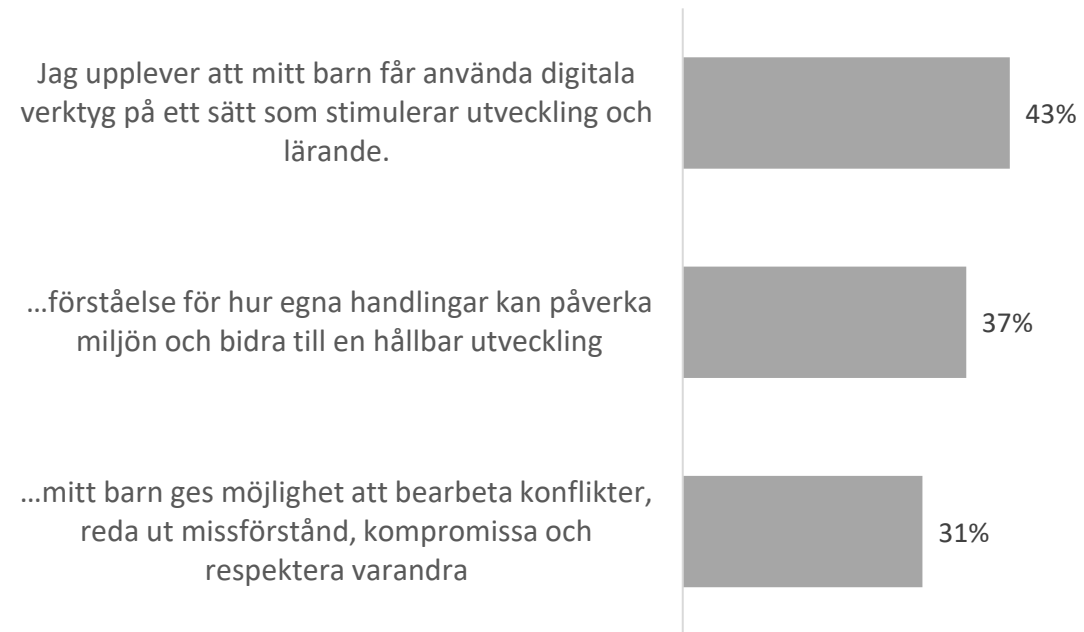 Jag upplever att mitt barn får använda digitala
verktyg på ett sätt som stimulerar utveckling och
lärande.
43%
…förståelse för hur egna handlingar kan påverka
miljön och bidra till en hållbar utveckling
37%
…mitt barn ges möjlighet att bearbeta konflikter,
reda ut missförstånd, kompromissa och
respektera varandra
31%